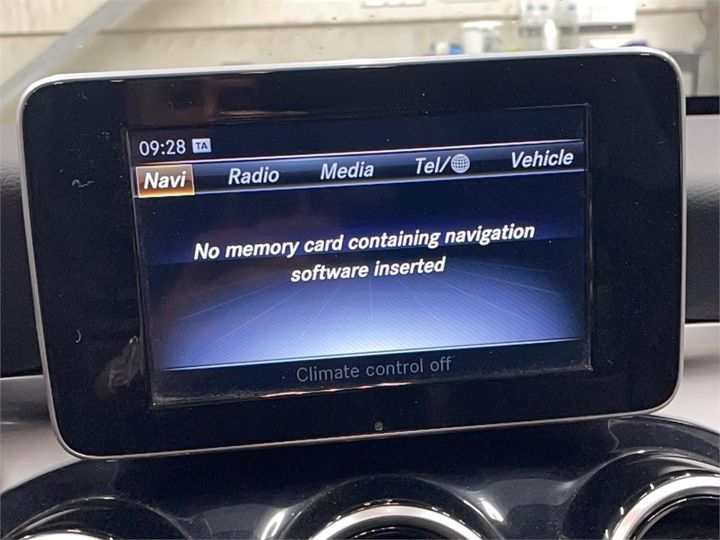 09:28 TA
Navi Radio Media Tel/ Vehicle
No memory card containing navigation
software inserted
Climate control off